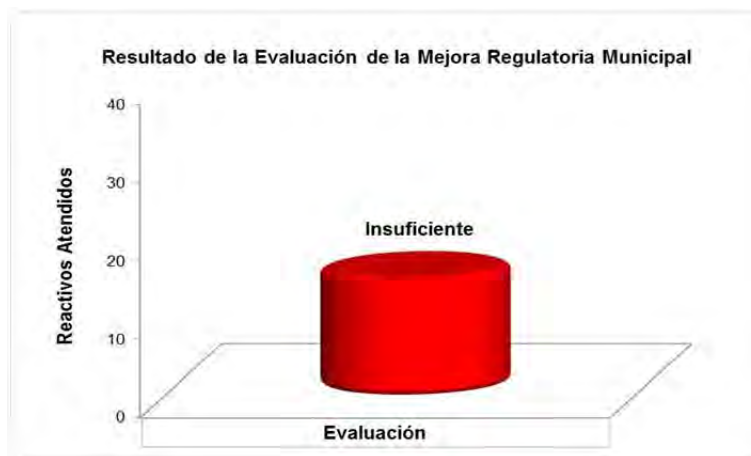 Resultado de la Evaluación de la Mejora Regulatoria Municipal
Reactivos Atendidos
40
30
20
10
0
Insuficiente
Evaluación